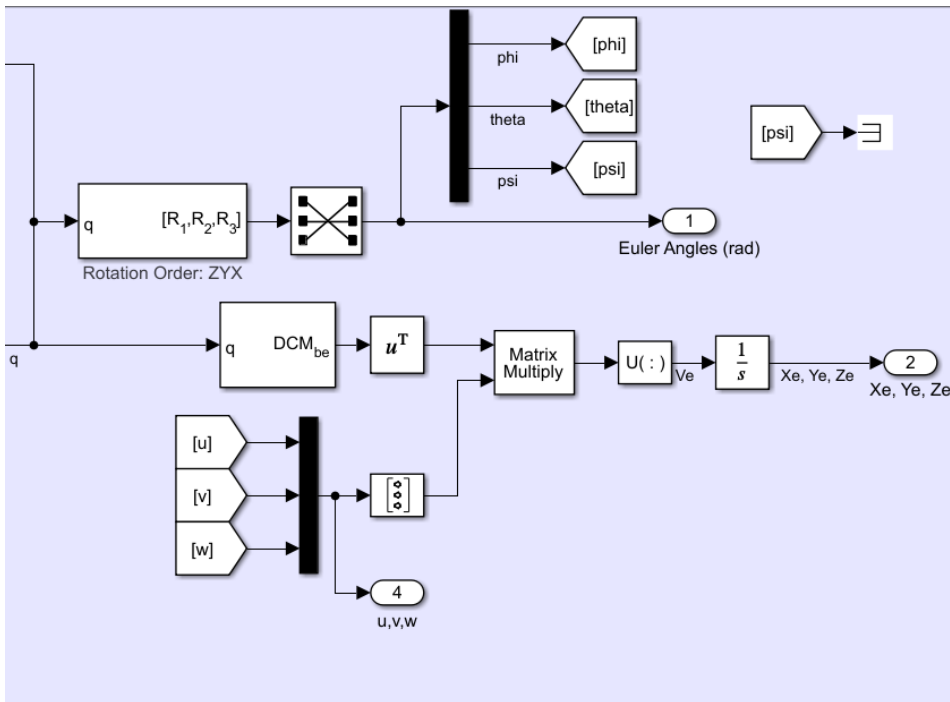 phi
[phi]
theta
[theta]
psi
[psi]
[psi]
q
[R1,R2,R3]
Rotation Order: ZYX
1
Euler Angles (rad)
q
q
DCMbe
uT
Matrix
Multiply
U( : )
Ve
1
s
Xe, Ye, Ze
2
Xe, Ye, Ze
[u]
[v]
[w]
4
u,v,w